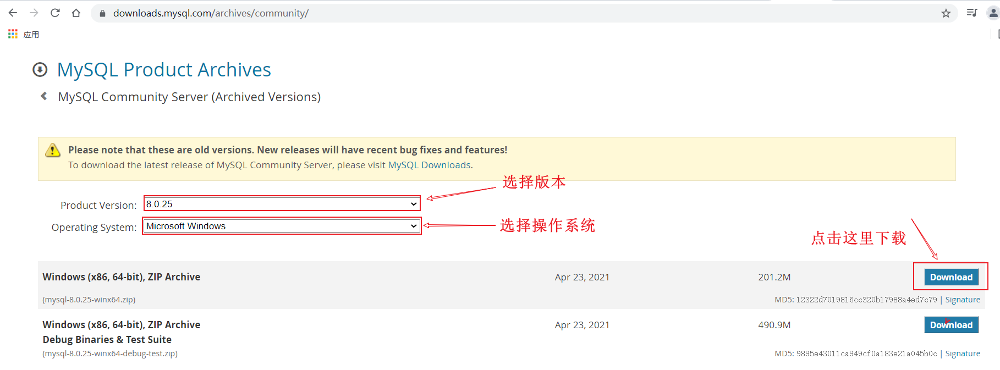 downloads.mysql.com/archives/community/
应用
MySQL Product Archives
MySQL Community Server (Archived Versions)
Please note that these are old versions. New releases will have recent bug fixes and features!
To download the latest release of MySQL Community Server, please visit MySQL Downloads.
选择版本
Product Version: 8.0.25
Operating System: Microsoft Windows
选择操作系统
点击这里下载
Windows (x86, 64-bit), ZIP Archive Apr 23, 2021 201.2M Download
(mysql-8.0.25-winx64.zip) MD5: 12322d7019816cc320b17988a4ed7c79 | Signature
Windows (x86, 64-bit), ZIP Archive Apr 23, 2021 490.9M Download
Debug Binaries & Test Suite
(mysql-8.0.25-winx64-debug-test.zip) MD5: 9895e43011ca949cf0a183e21a045b0c | Signature